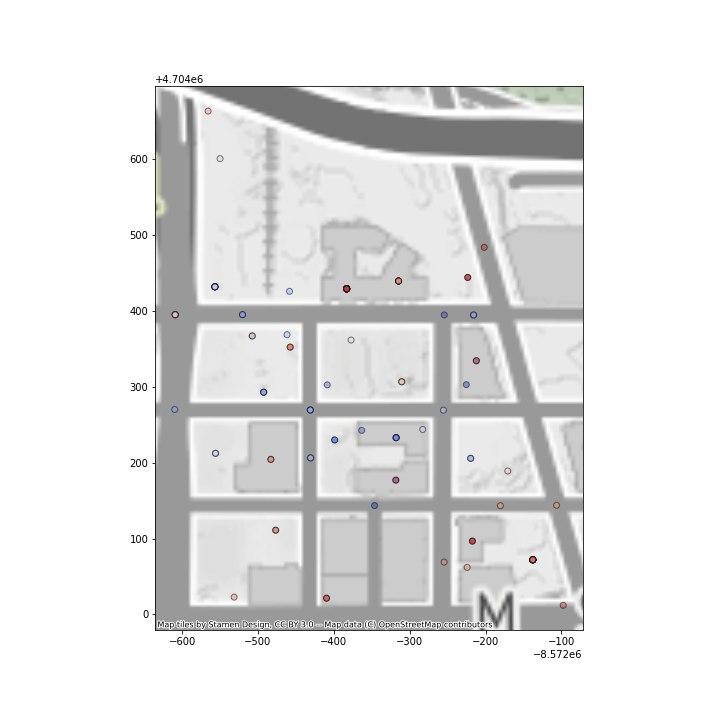 +4.704e6
600
500
400
300
200
100
0
M
Map tiles by Stamen Design, CC BY 3.0 -- Map data (C) OpenStreetMap contributors
−600 −500 −400 −300 −200 −100
−8.572e6